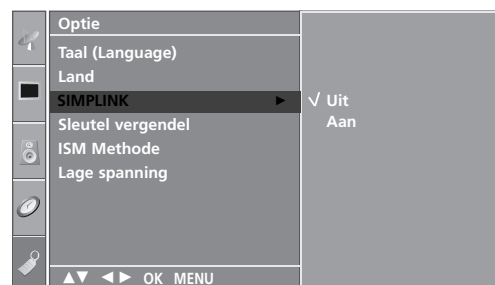 Optie
Taal (Language)
Land
SIMPLINK ►
Sleutel vergendel
ISM Methode
Lage spanning
√ Uit
Aan
▲▼ ◄► OK MENU